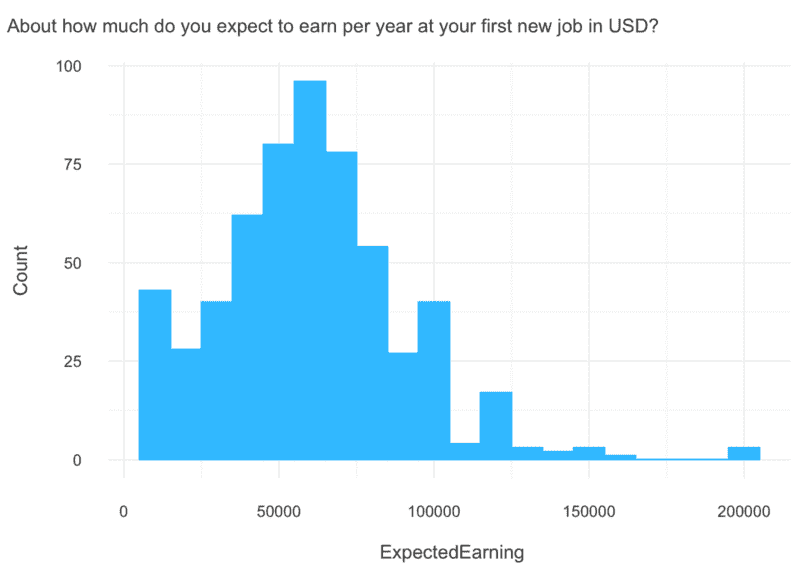 About how much do you expect to earn per year at your first new job in USD?
100
75
50
25
0
Count
0 50000 100000 150000 200000
ExpectedEarning